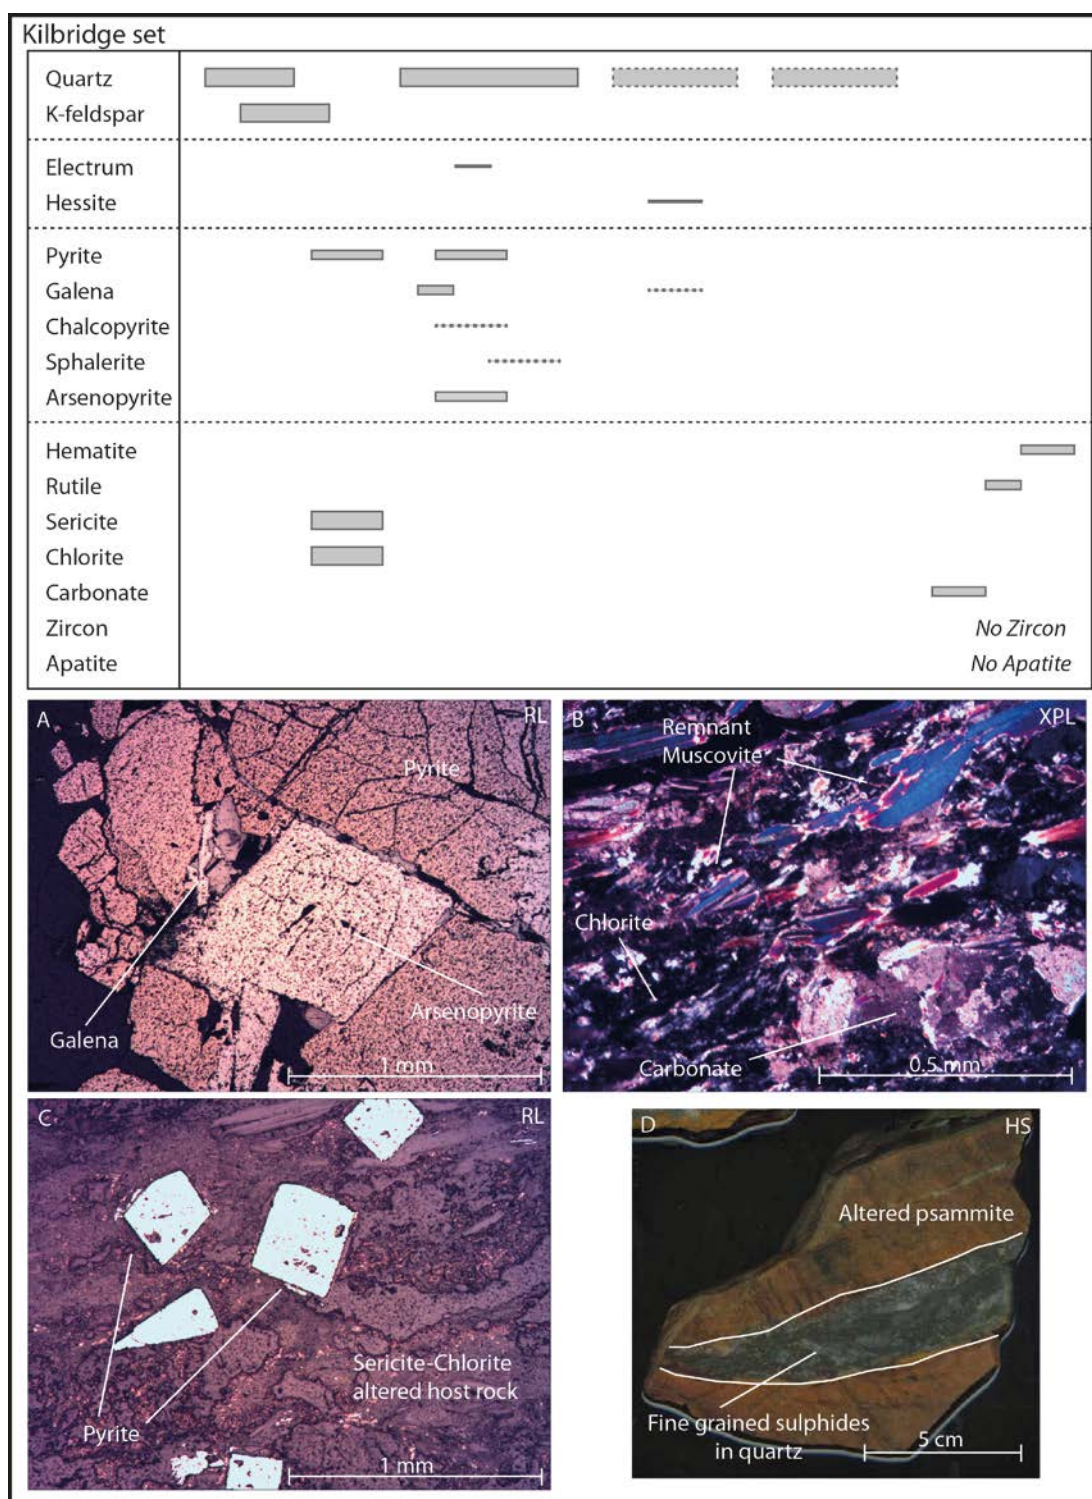 Kilbridge set
Quartz
K-feldspar
Electrum
Hessite
Pyrite
Galena
Chalcopyrite
Sphalerite
Arsenopyrite
Hematite
Rutile
Sericite
Chlorite
Carbonate
Zircon
No Zircon
Apatite
No Apatite
A
RL
Pyrite
Galena
Arsenopyrite
1 mm
B
XPL
Remnant
Muscovite
Chlorite
Carbonate
0.5 mm
C
RL
Sericite-Chlorite
altered host rock
Pyrite
1 mm
D
HS
Altered psammite
Fine grained sulphides
in quartz
5 cm